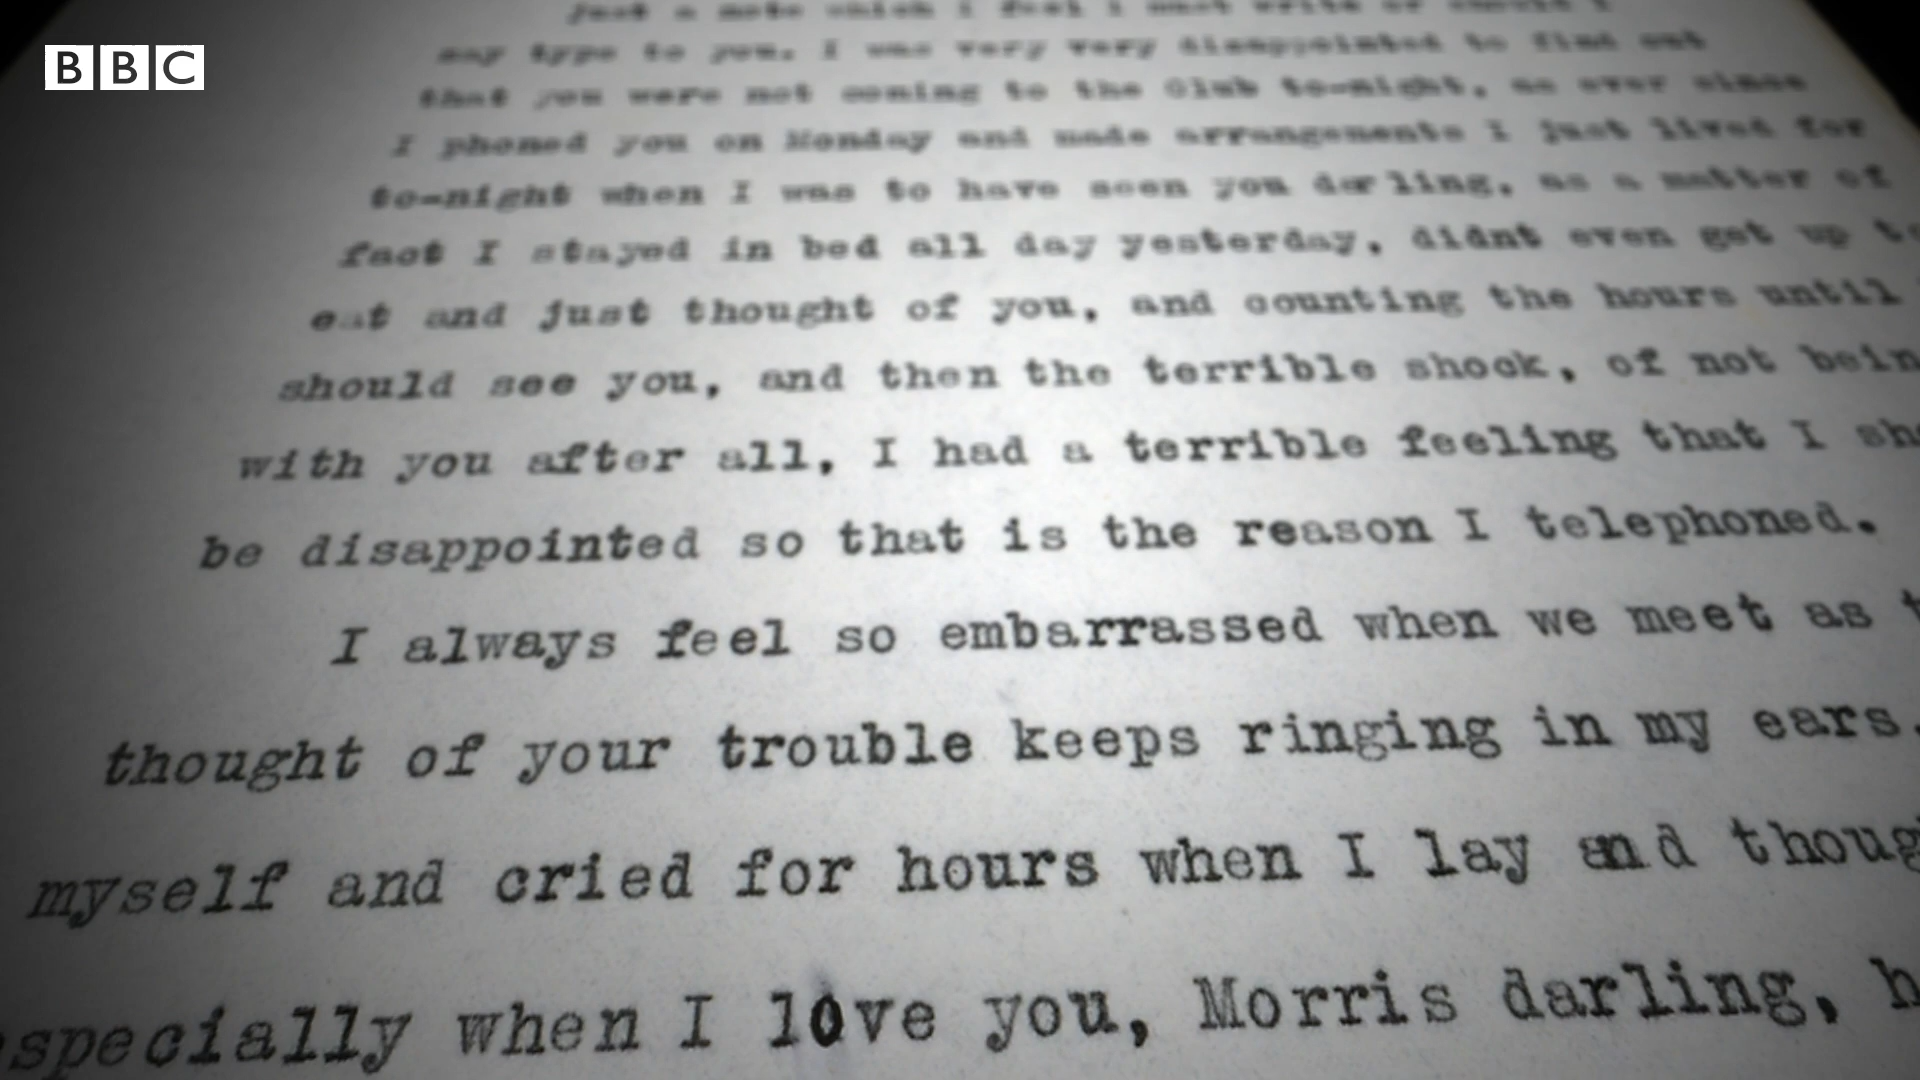 BBC
Just a note which I feel I must write or should I
say type to you. I was very very disappointed to find out
that you were not coming to the Club to-night, as ever since
I phoned you on Monday and made arrangements I just lived for
to-night when I was to have seen you darling, as a matter of
fact I stayed in bed all day yesterday, didnt even get up to
eat and just thought of you, and counting the hours until
should see you, and then the terrible shock, of not bein
with you after all, I had a terrible feeling that I sh
be disappointed so that is the reason I telephoned.
I always feel so embarrassed when we meet as t
thought of your trouble keeps ringing in my ears.
myself and cried for hours when I lay and thoug
specially when I love you, Morris darling, h